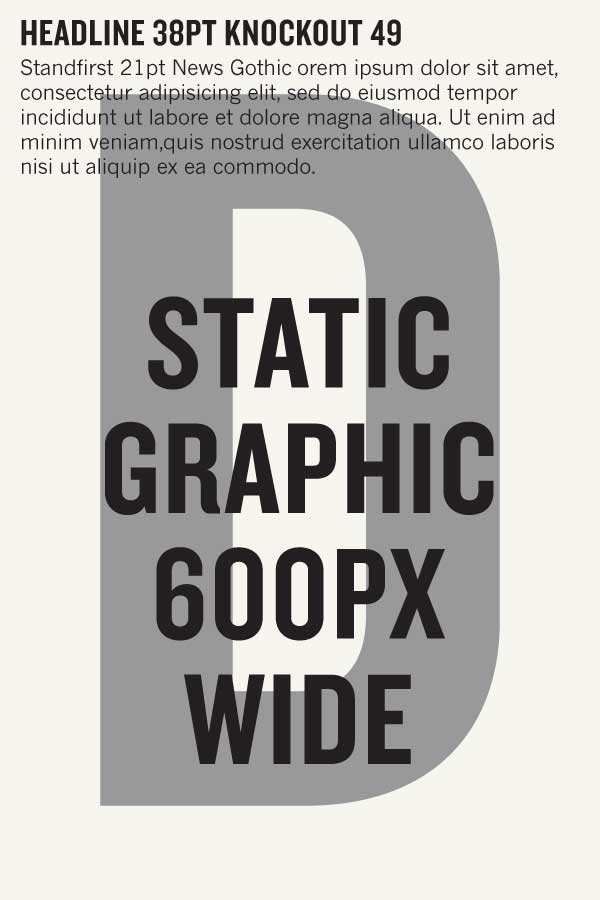 HEADLINE 38PT KNOCKOUT 49
Standfirst 21pt News Gothic orem ipsum dolor sit amet,
consectetur adipisicing elit, sed do eiusmod tempor
incididunt ut labore et dolore magna aliqua. Ut enim ad
minim veniam,quis nostrud exercitation ullamco laboris
nisi ut aliquip ex ea commodo.
D
STATIC
GRAPHIC
600PX
WIDE